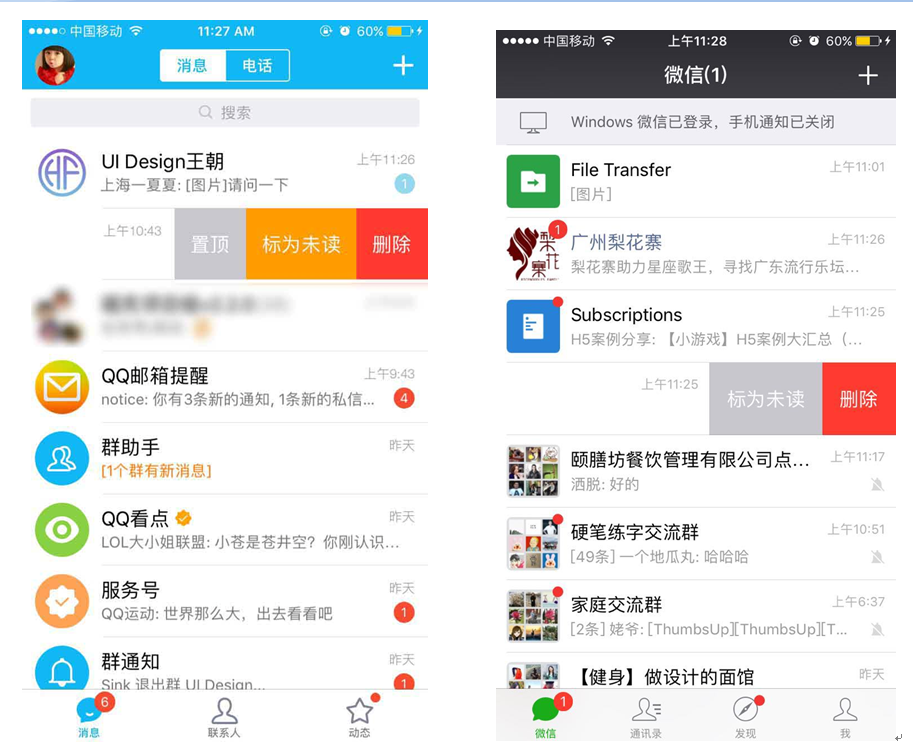 中国移动 11:27 AM 60%
消息 电话 +
搜索
UI Design王朝 上午11:26
上海一夏夏: [图片]请问一下 1
上午10:43 置顶 标为未读 删除
QQ邮箱提醒 上午9:43
notice: 你有3条新的通知, 1条新的私信... 4
群助手 昨天
[1个群有新消息]
QQ看点 昨天
LOL大小姐联盟: 小苍是苍井空？你刚认识...
服务号 昨天
QQ运动: 世界那么大，出去看看吧 1
群通知 昨天
Sink 退出群 UI Design... 1
6
消息 联系人 动态
中国移动 上午11:28 60%
微信(1) +
Windows 微信已登录，手机通知已关闭
File Transfer 上午11:01
[图片]
梨花寨 1
广州梨花寨 上午11:26
梨花寨助力星座歌王，寻找广东流行乐坛...
Subscriptions 上午11:25
H5案例分享: 【小游戏】H5案例大汇总（...
上午11:25 标为未读 删除
颐膳坊餐饮管理有限公司点... 上午11:17
洒脱: 好的
硬笔练字交流群 上午10:51
[49条] 一个地瓜丸: 哈哈哈
家庭交流群 上午6:37
[2条] 姥爷: [ThumbsUp][ThumbsUp][T...
【健身】做设计的面馆 昨天
1
微信 通讯录 发现 我